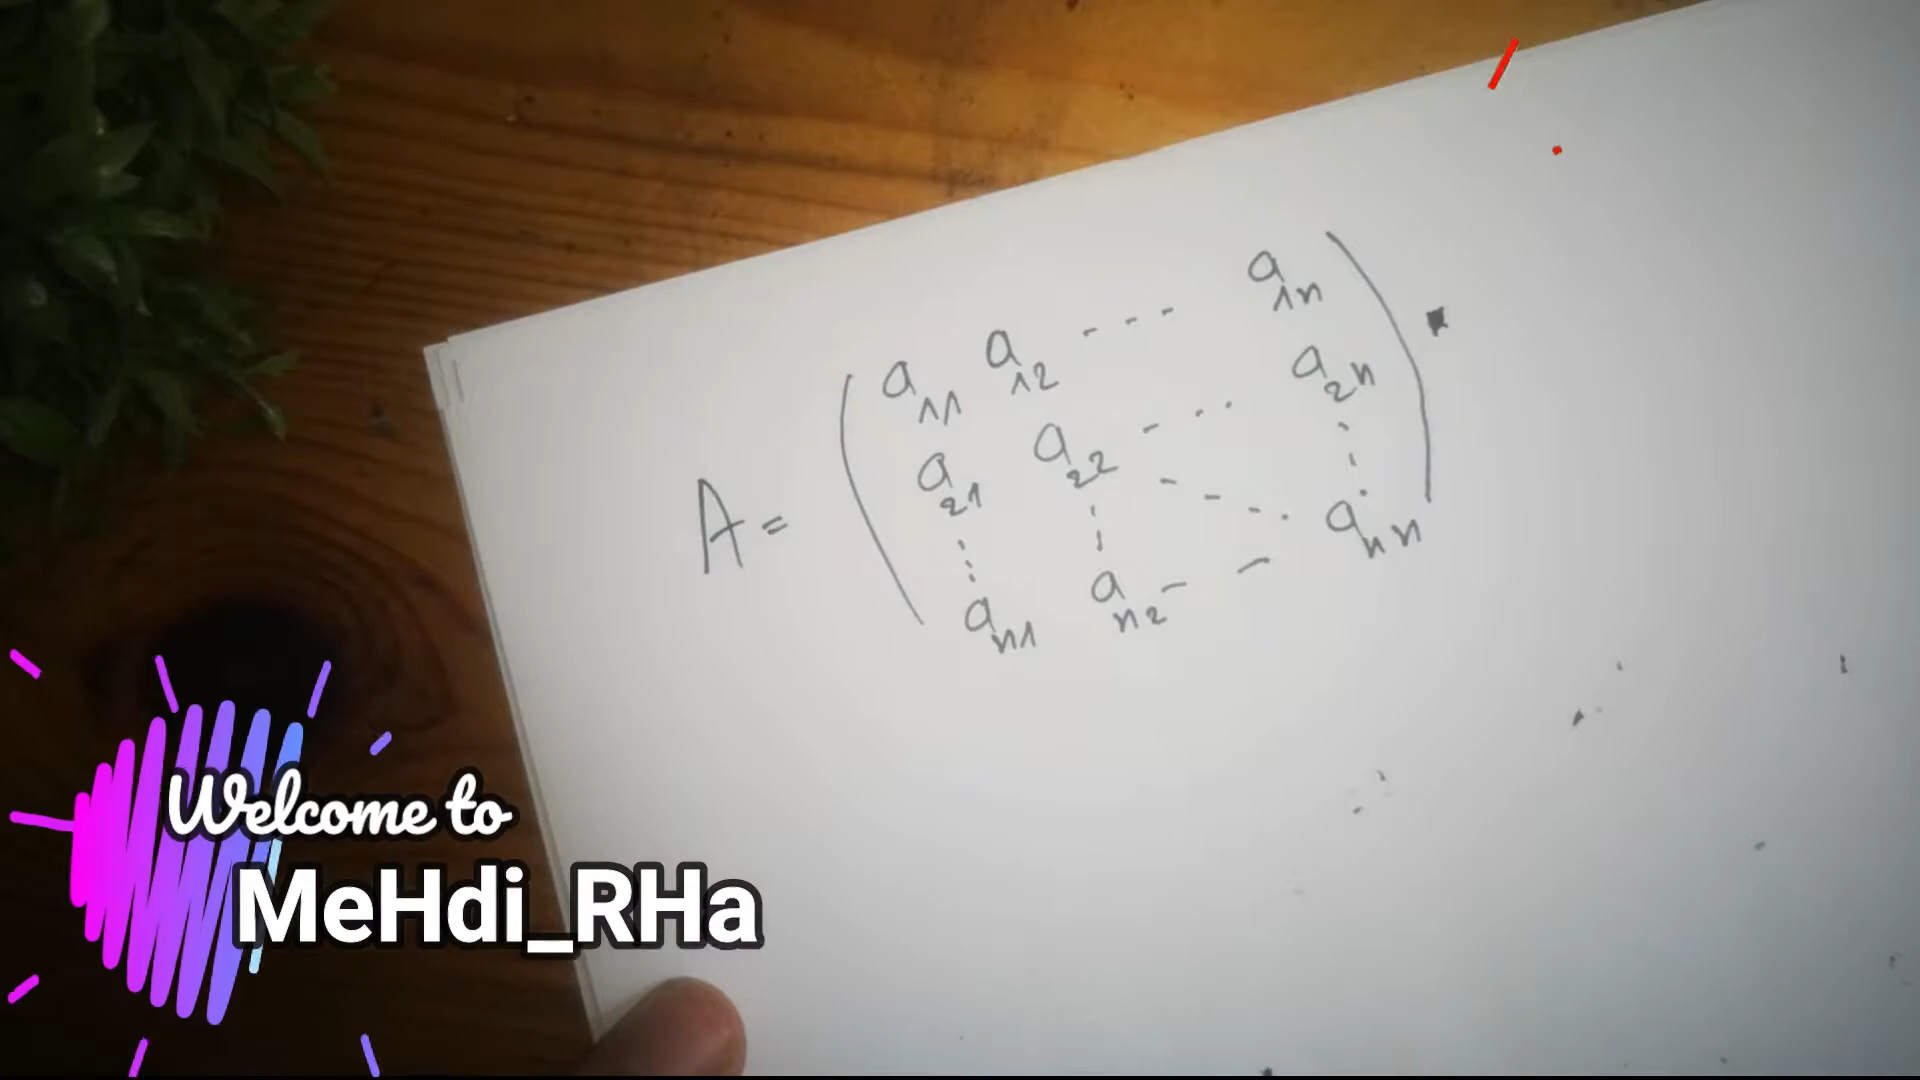 a11 a12 - - - a1n
a21 a22 - - - a2n
A =
an1 an2 - - ann
Welcome to
MeHdi_RHa